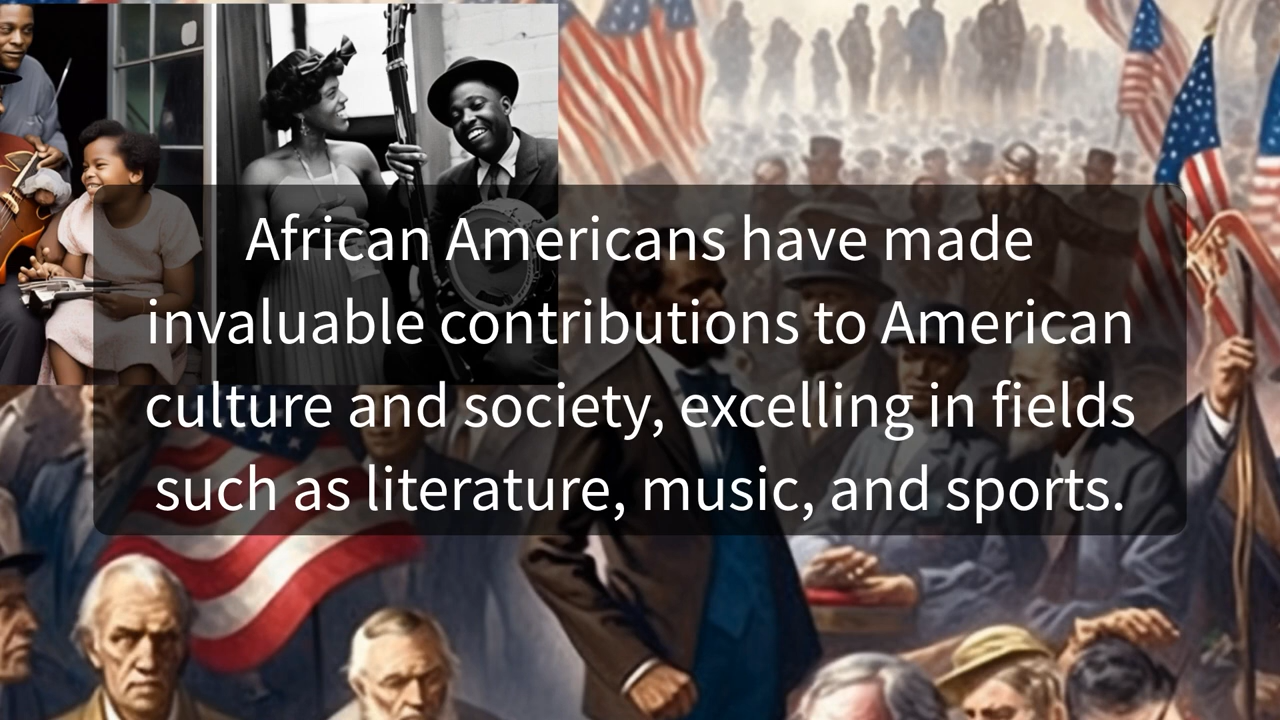 African Americans have made
invaluable contributions to American
culture and society, excelling in fields
such as literature, music, and sports.